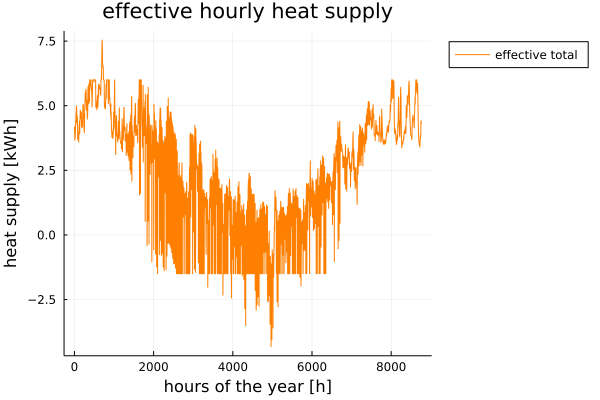 effective hourly heat supply
effective total
7.5
5.0
2.5
0.0
−2.5
heat supply [kWh]
0
2000
4000
6000
8000
hours of the year [h]